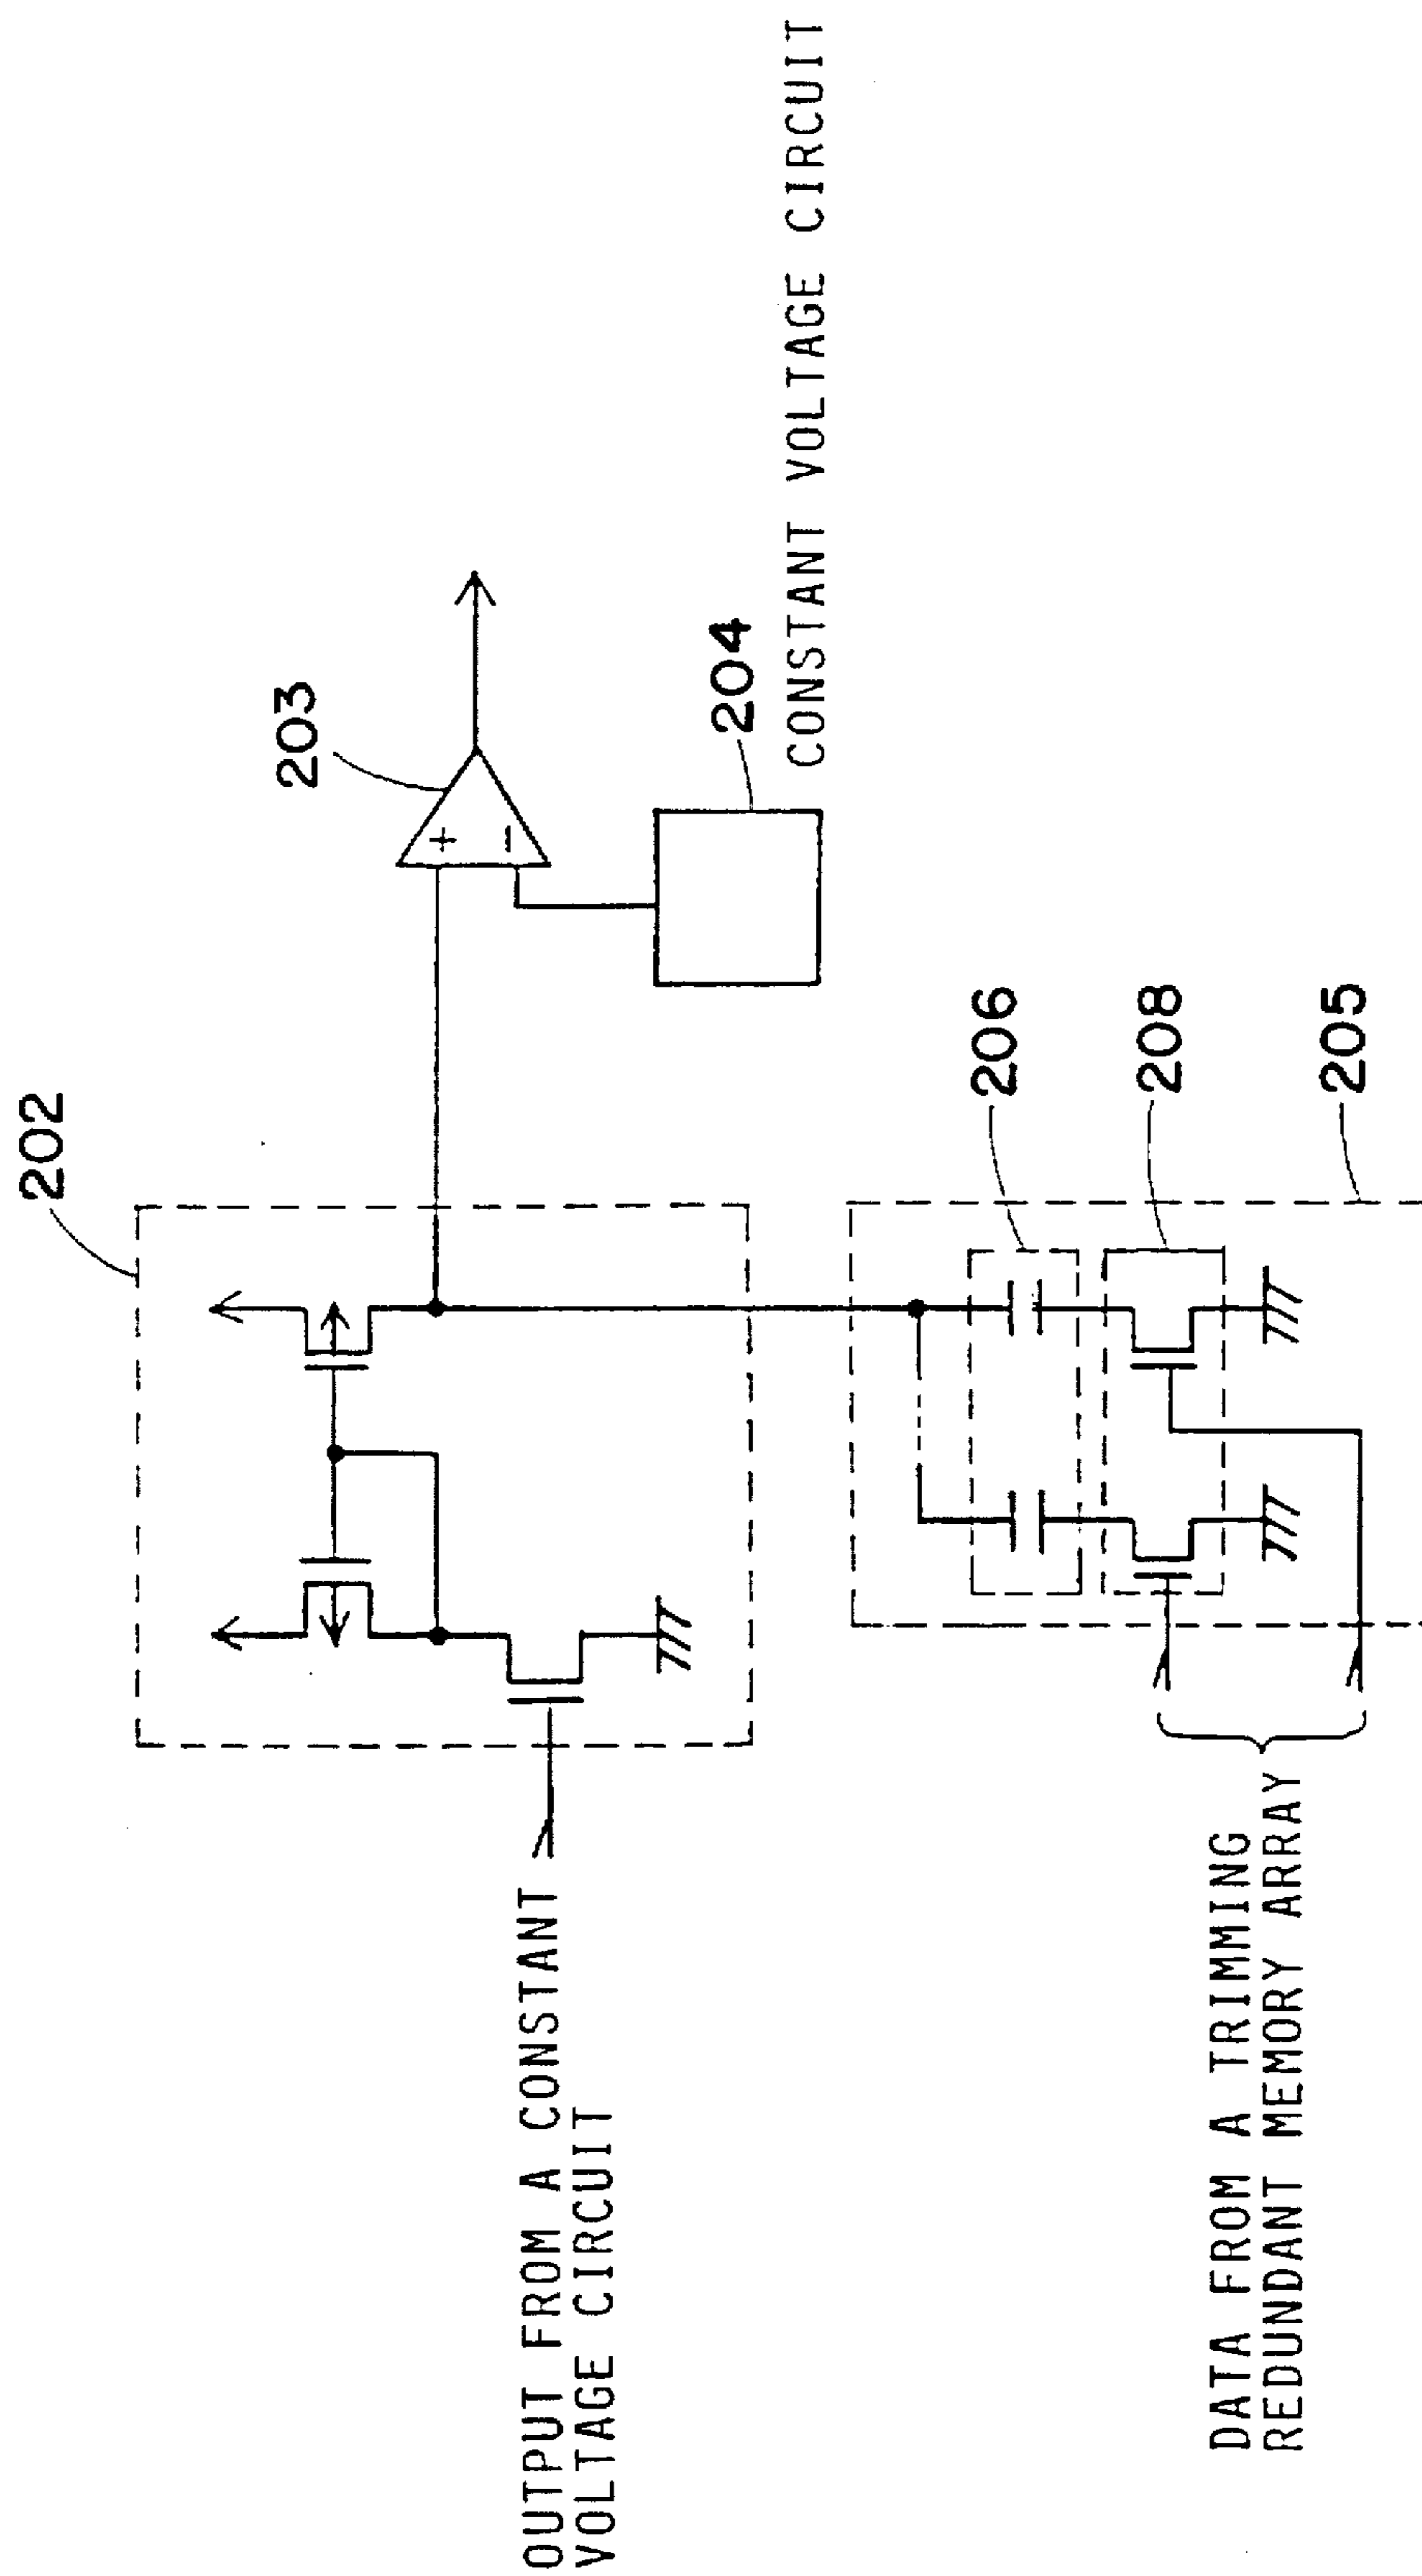 202
203
+
−
204
CONSTANT VOLTAGE CIRCUIT
OUTPUT FROM A CONSTANT
VOLTAGE CIRCUIT
206
208
205
DATA FROM A TRIMMING
REDUNDANT MEMORY ARRAY